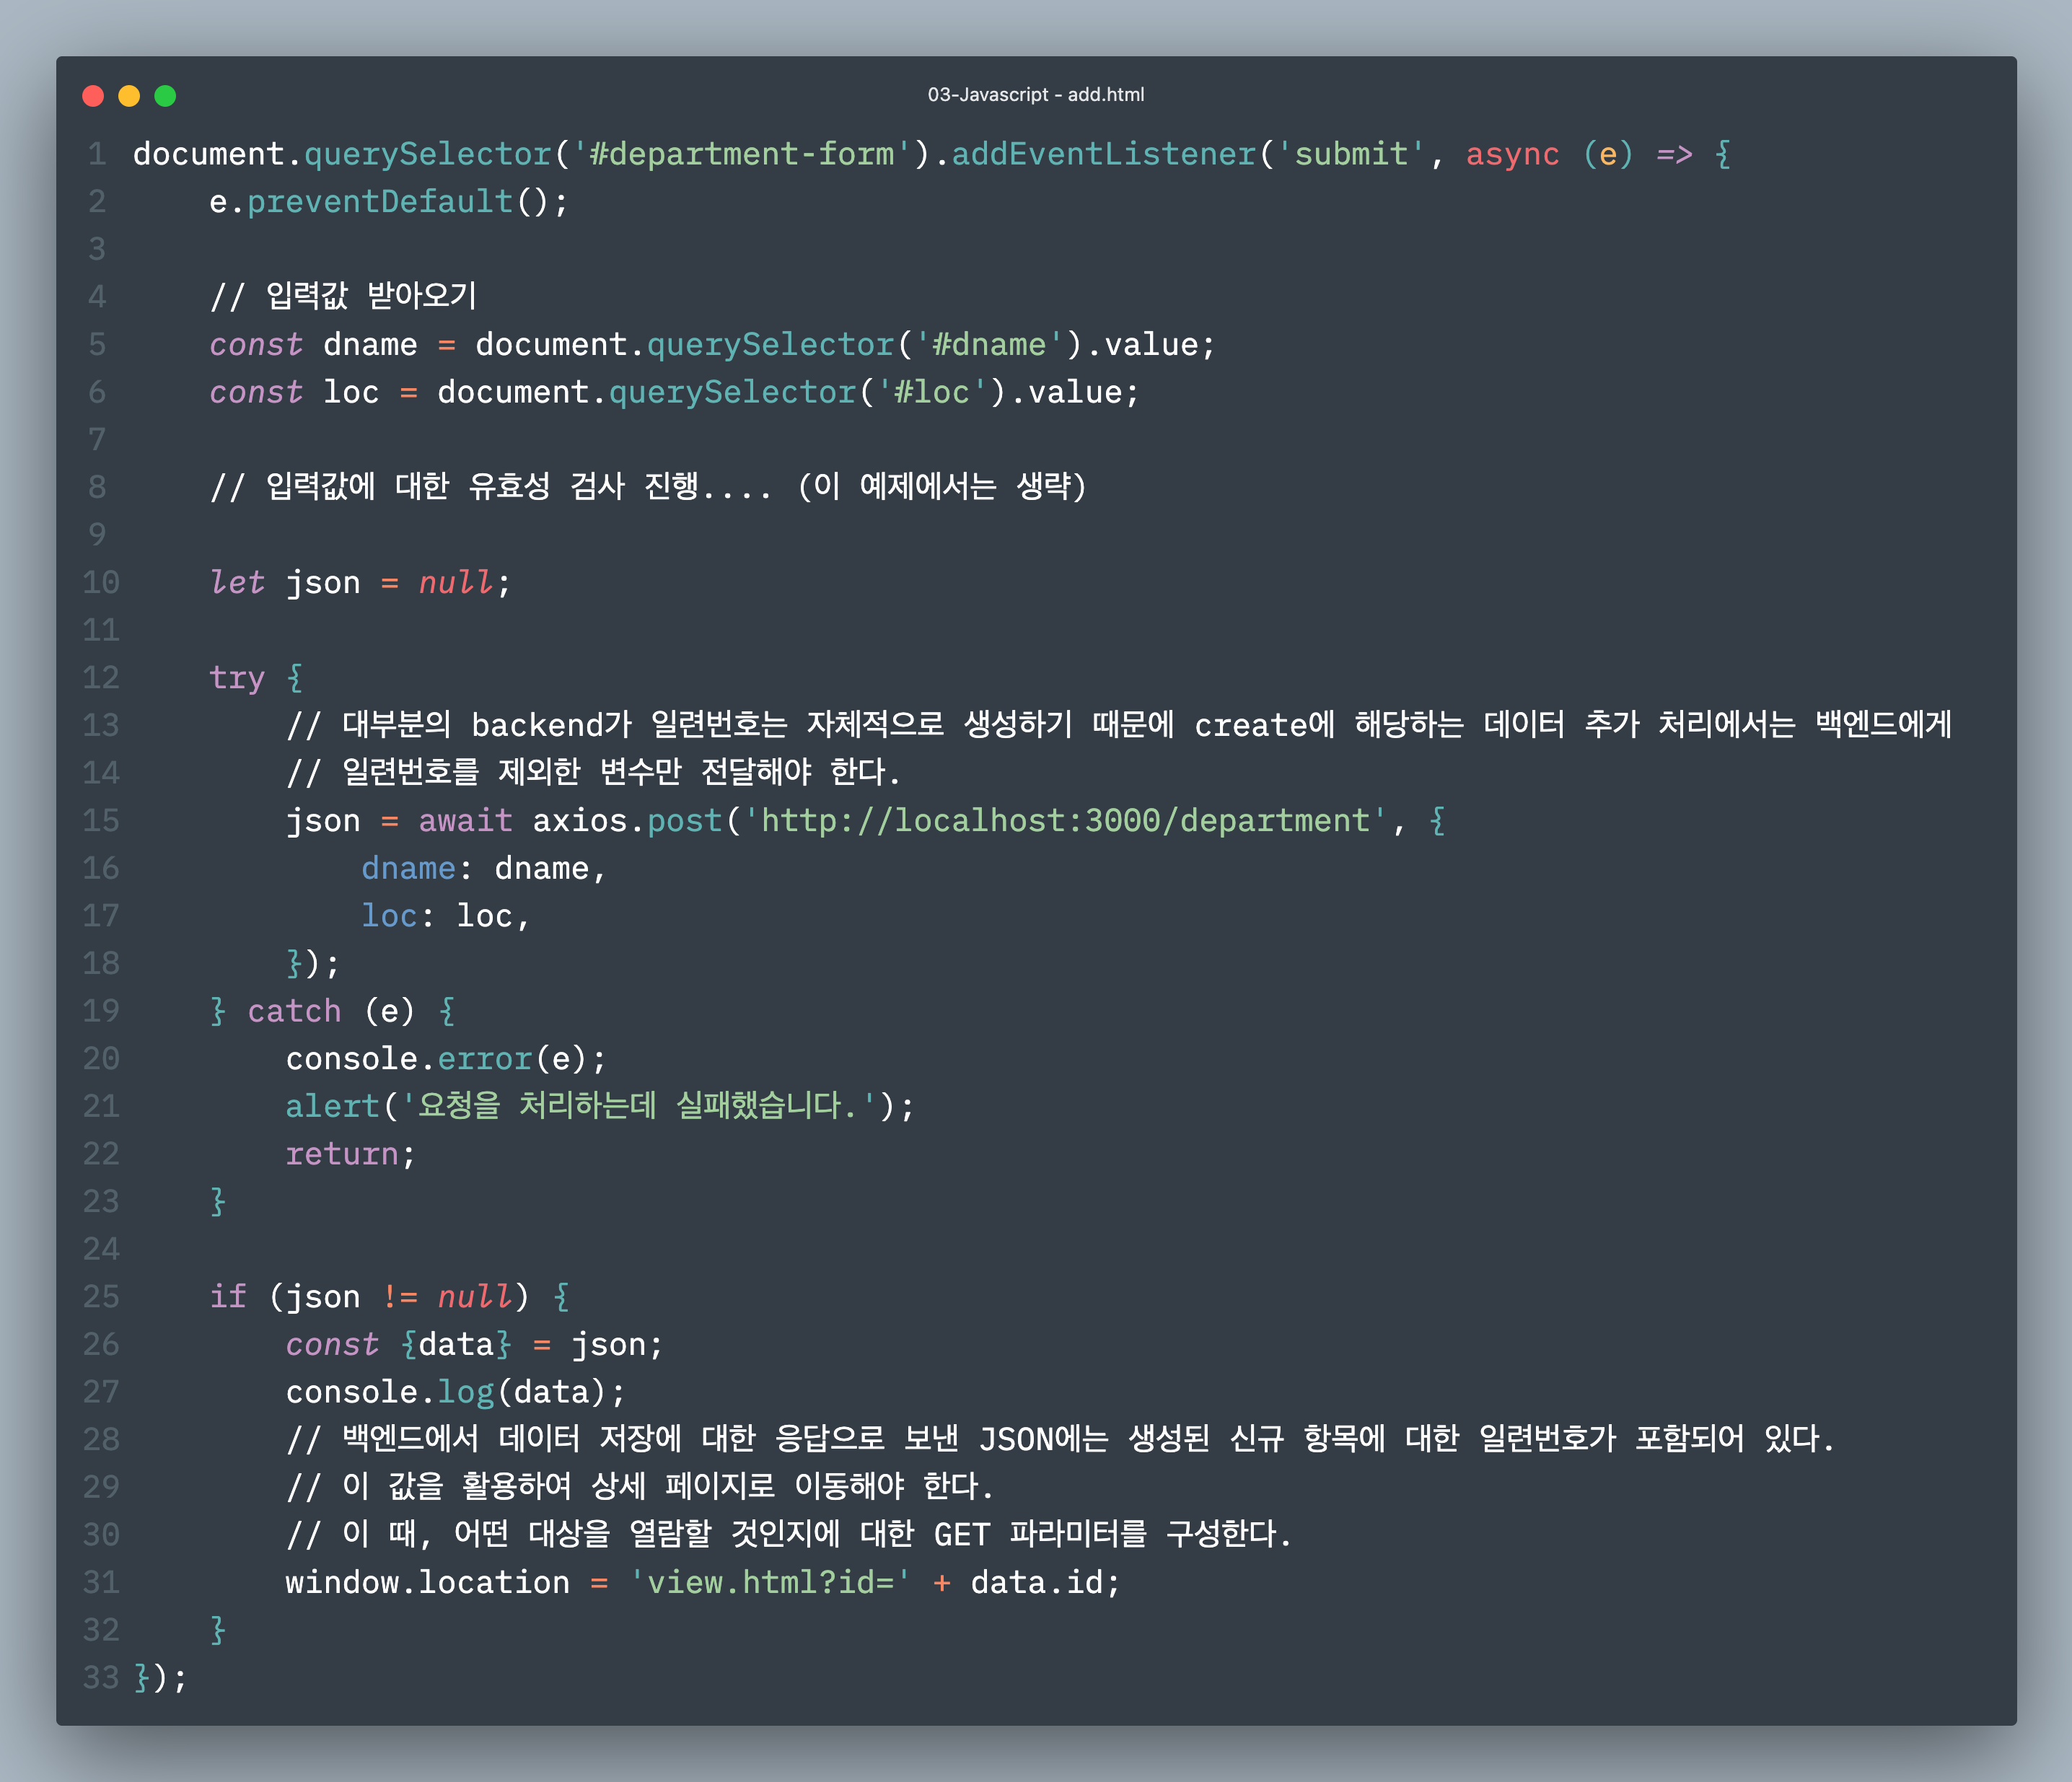 03-Javascript - add.html
1 document.querySelector('#department-form').addEventListener('submit', async (e) => {
2     e.preventDefault();
3
4     // 입력값 받아오기
5     const dname = document.querySelector('#dname').value;
6     const loc = document.querySelector('#loc').value;
7
8     // 입력값에 대한 유효성 검사 진행.... (이 예제에서는 생략)
9
10     let json = null;
11
12     try {
13         // 대부분의 backend가 일련번호는 자체적으로 생성하기 때문에 create에 해당하는 데이터 추가 처리에서는 백엔드에게
14         // 일련번호를 제외한 변수만 전달해야 한다.
15         json = await axios.post('http://localhost:3000/department', {
16             dname: dname,
17             loc: loc,
18         });
19     } catch (e) {
20         console.error(e);
21         alert('요청을 처리하는데 실패했습니다.');
22         return;
23     }
24
25     if (json != null) {
26         const {data} = json;
27         console.log(data);
28         // 백엔드에서 데이터 저장에 대한 응답으로 보낸 JSON에는 생성된 신규 항목에 대한 일련번호가 포함되어 있다.
29         // 이 값을 활용하여 상세 페이지로 이동해야 한다.
30         // 이 때, 어떤 대상을 열람할 것인지에 대한 GET 파라미터를 구성한다.
31         window.location = 'view.html?id=' + data.id;
32     }
33 });